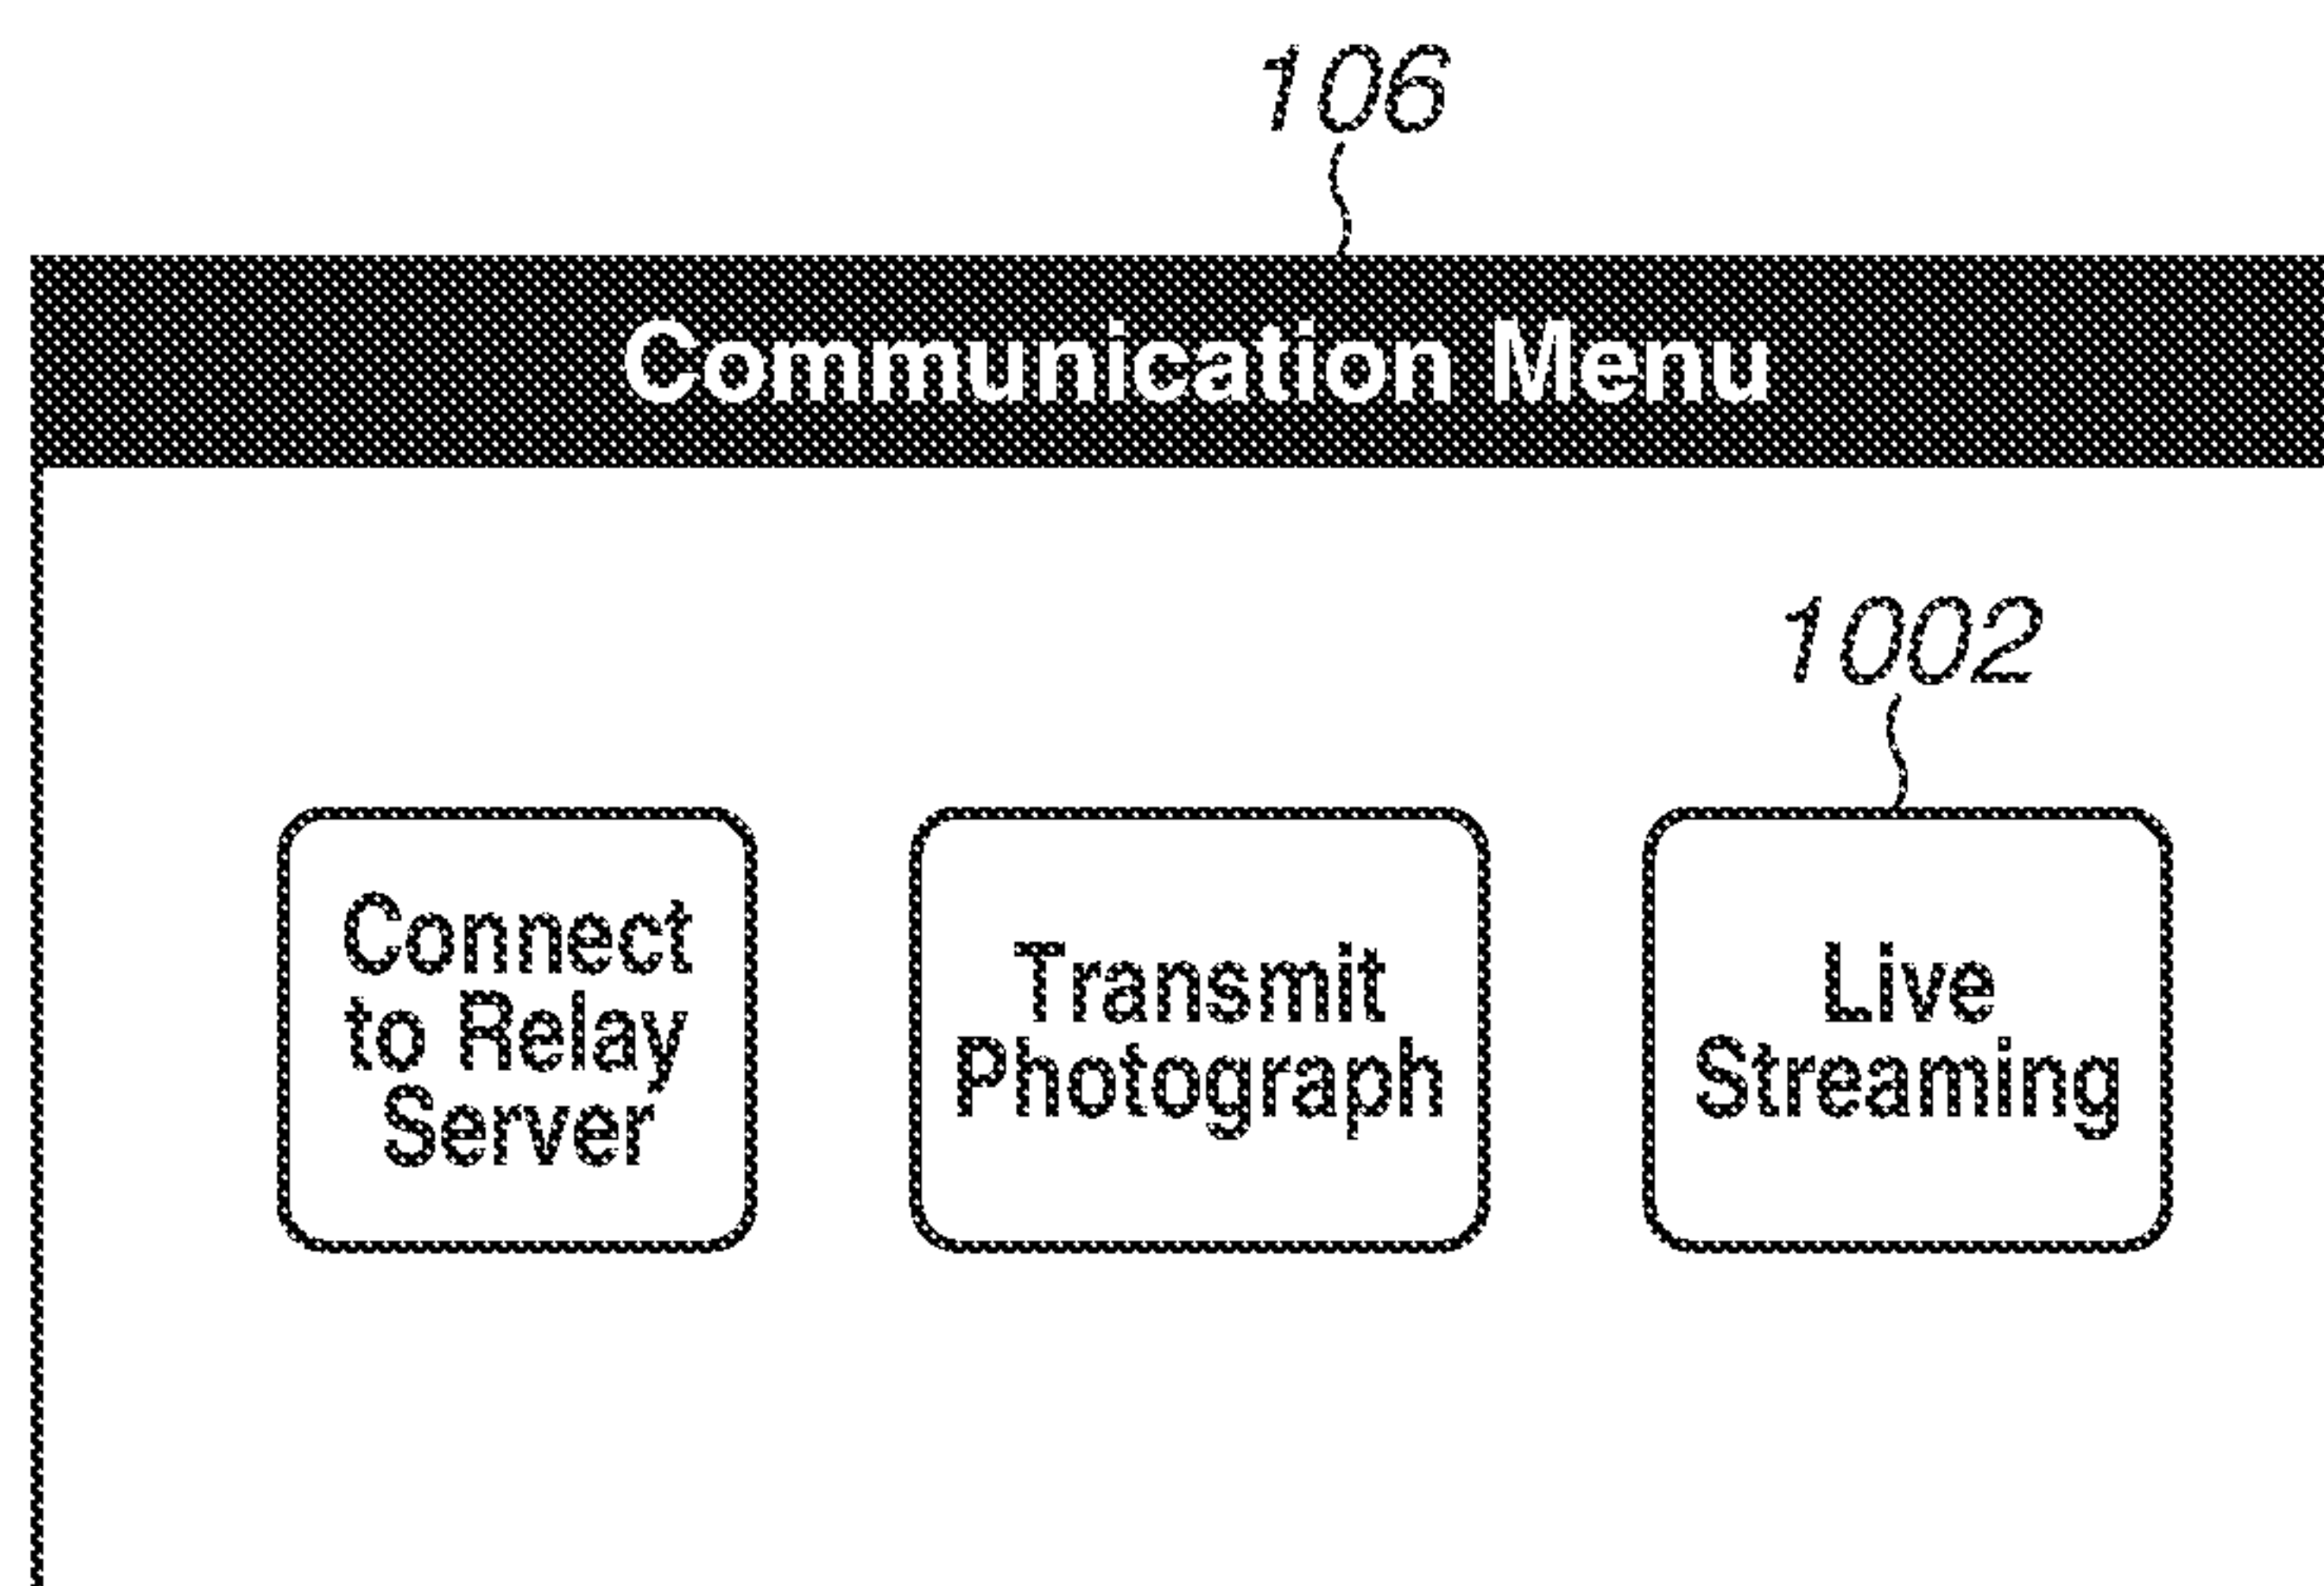 106
Communication Menu
1002
Connect
to Relay
Server
Transmit
Photograph
Live
Streaming